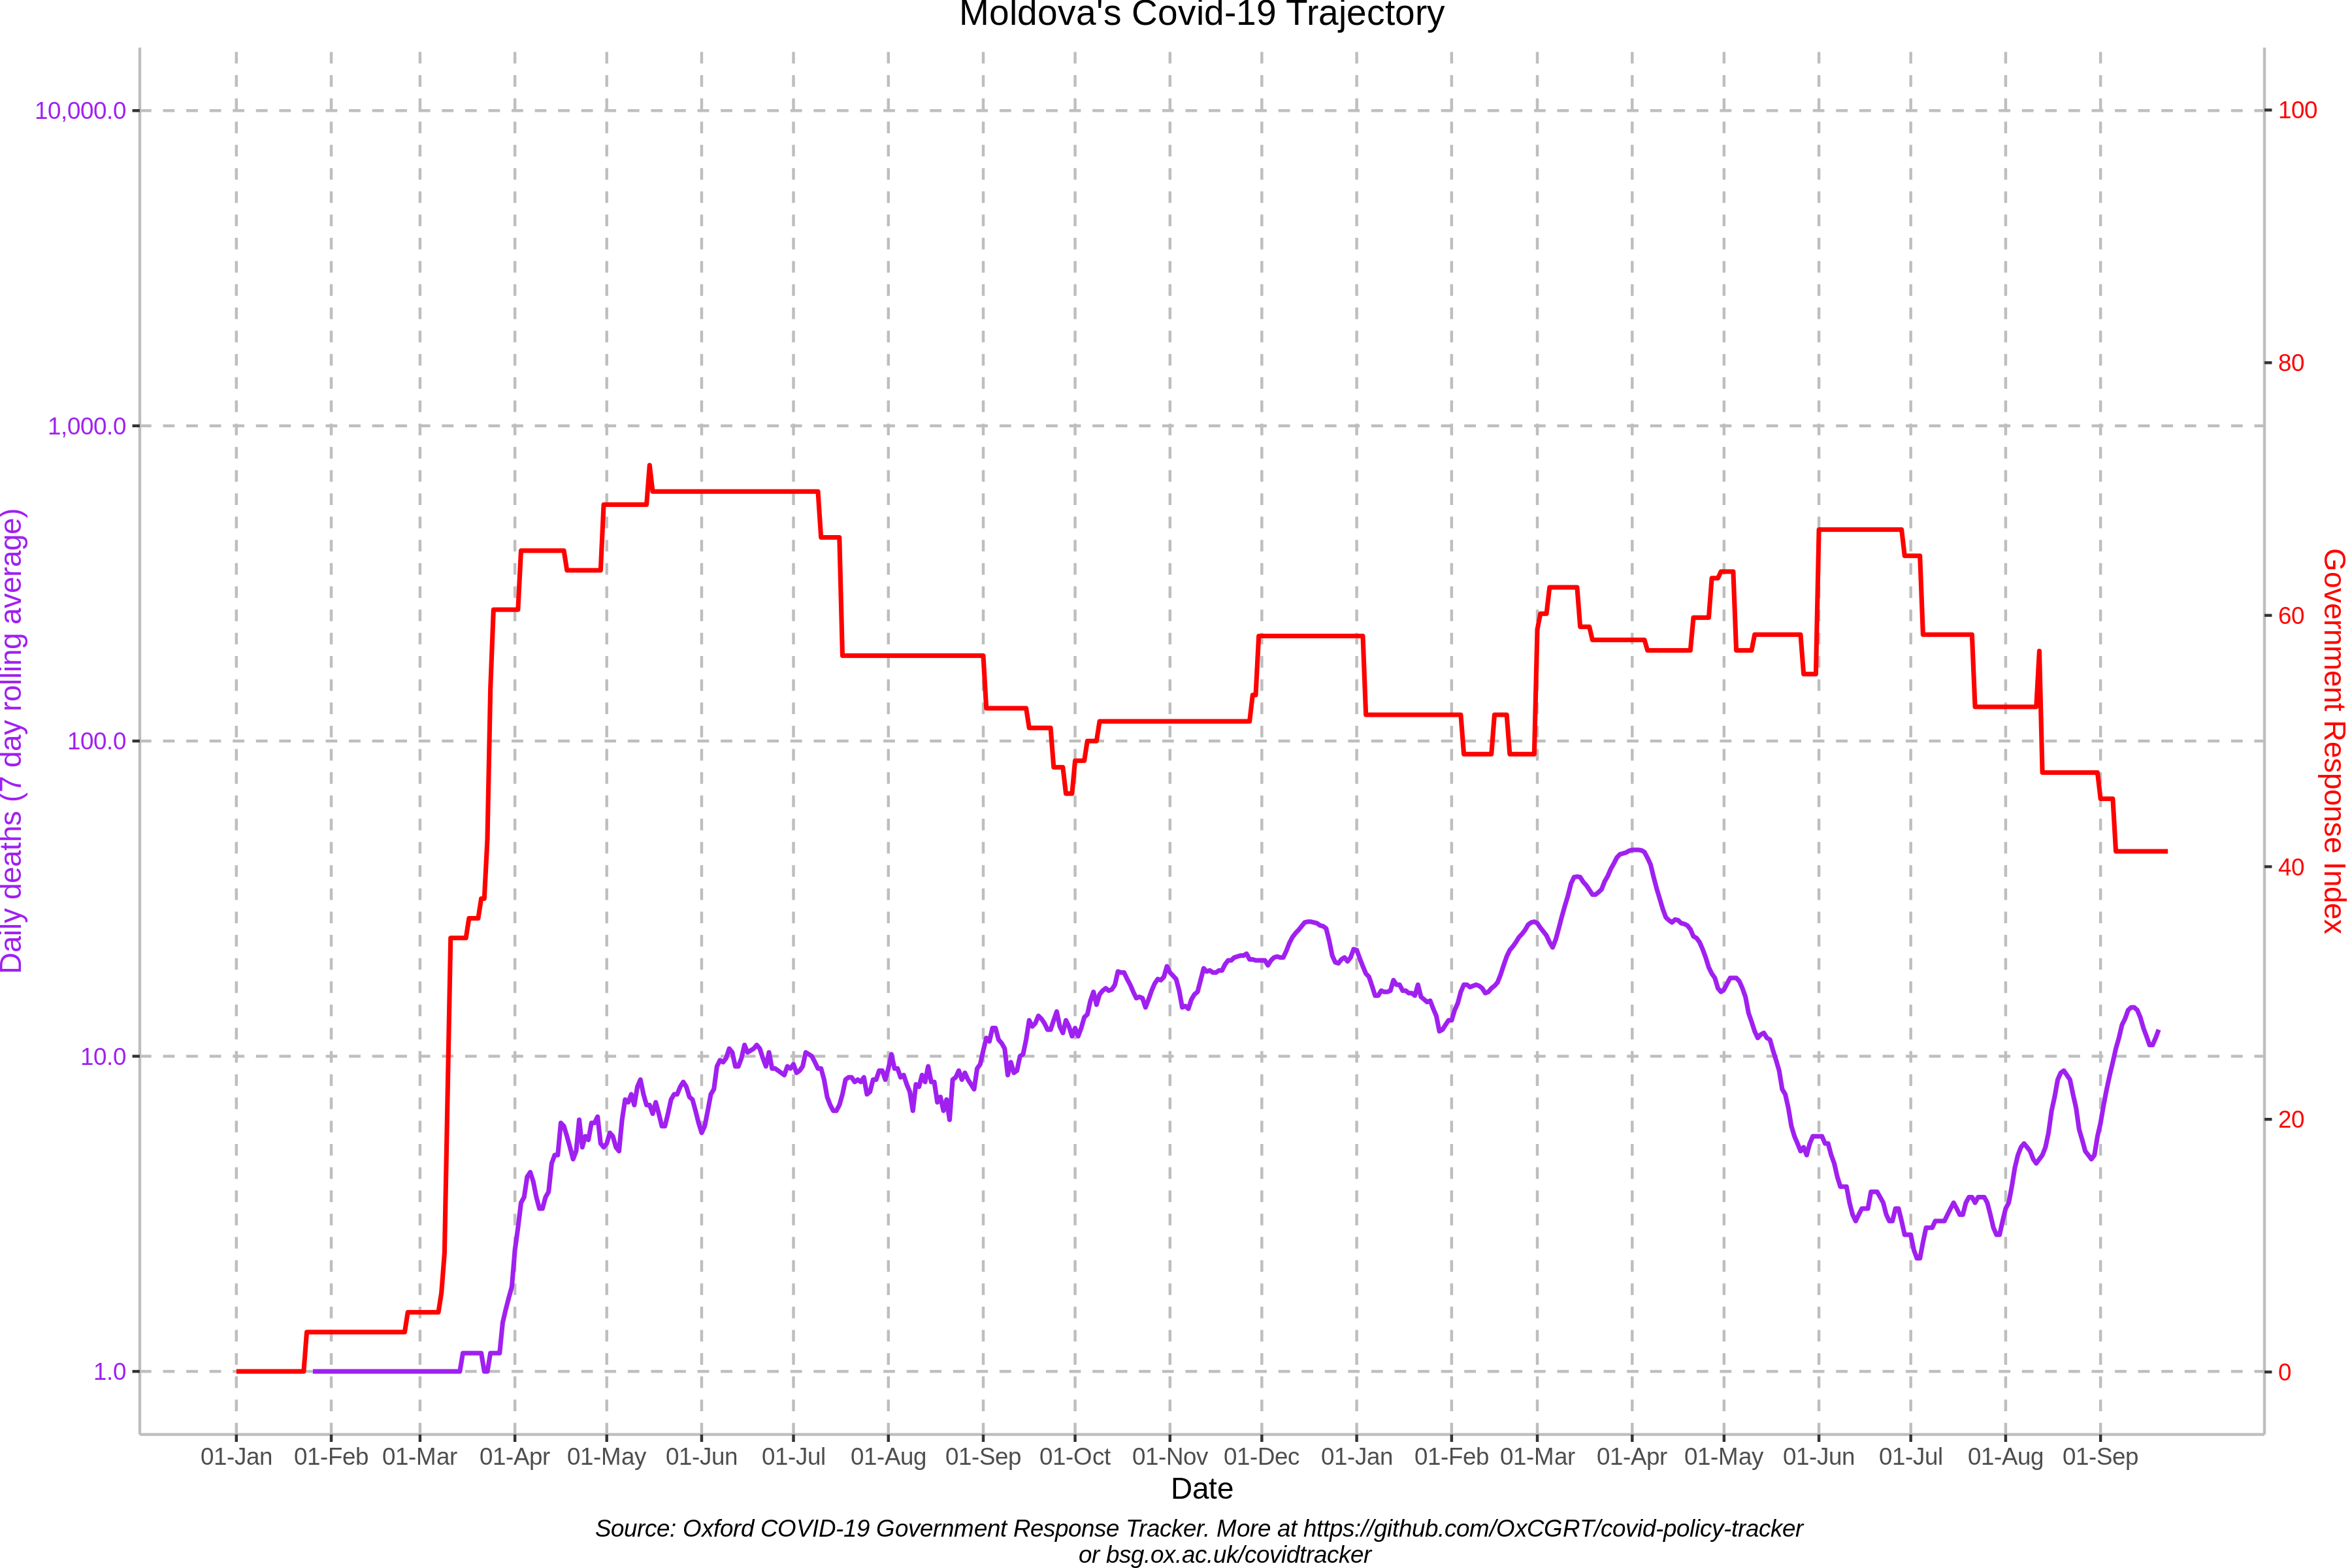 Moldova's Covid-19 Trajectory
10,000.0
1,000.0
100.0
10.0
1.0
Daily deaths (7 day rolling average)
100
80
60
40
20
0
Government Response Index
01-Jan 01-Feb 01-Mar 01-Apr 01-May 01-Jun 01-Jul 01-Aug 01-Sep 01-Oct 01-Nov 01-Dec 01-Jan 01-Feb 01-Mar 01-Apr 01-May 01-Jun 01-Jul 01-Aug 01-Sep
Date
Source: Oxford COVID-19 Government Response Tracker. More at https://github.com/OxCGRT/covid-policy-tracker
or bsg.ox.ac.uk/covidtracker